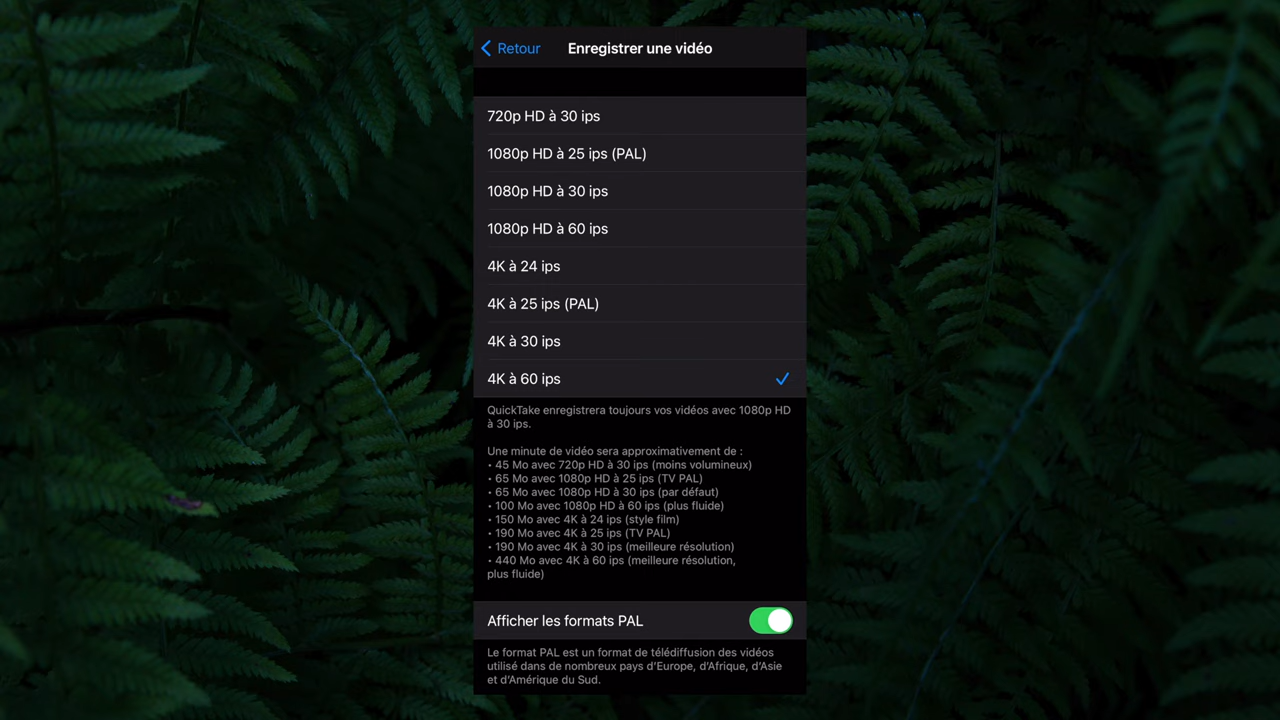 Retour
Enregistrer une vidéo
720p HD à 30 ips
1080p HD à 25 ips (PAL)
1080p HD à 30 ips
1080p HD à 60 ips
4K à 24 ips
4K à 25 ips (PAL)
4K à 30 ips
4K à 60 ips
QuickTake enregistrera toujours vos vidéos avec 1080p HD
à 30 ips.
Une minute de vidéo sera approximativement de :
• 45 Mo avec 720p HD à 30 ips (moins volumineux)
• 65 Mo avec 1080p HD à 25 ips (TV PAL)
• 65 Mo avec 1080p HD à 30 ips (par défaut)
• 100 Mo avec 1080p HD à 60 ips (plus fluide)
• 150 Mo avec 4K à 24 ips (style film)
• 190 Mo avec 4K à 25 ips (TV PAL)
• 190 Mo avec 4K à 30 ips (meilleure résolution)
• 440 Mo avec 4K à 60 ips (meilleure résolution,
plus fluide)
Afficher les formats PAL
Le format PAL est un format de télédiffusion des vidéos
utilisé dans de nombreux pays d’Europe, d’Afrique, d’Asie
et d’Amérique du Sud.